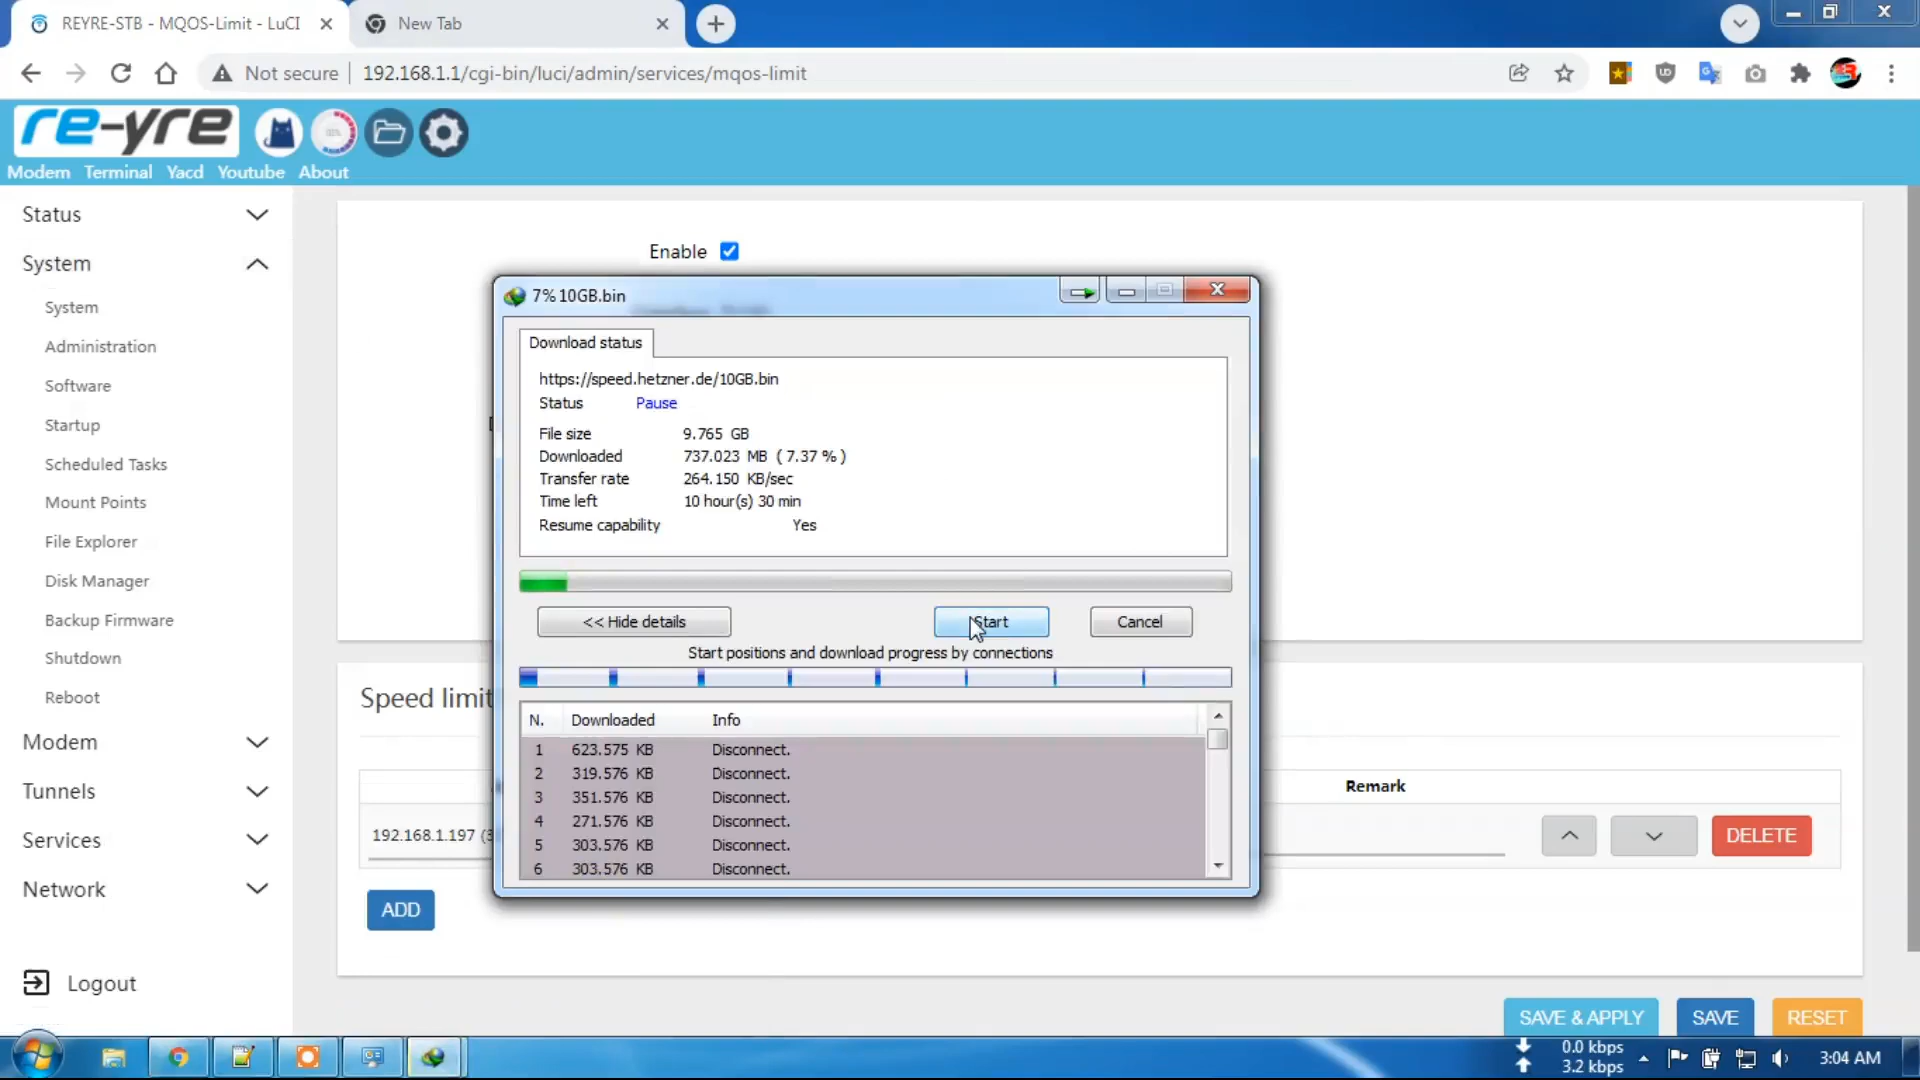 REYRE-STB - MQOS-Limit - LuCI
New Tab
Not secure
192.168.1.1/cgi-bin/luci/admin/services/mqos-limit
re-yre
Modem Terminal Yacd Youtube About
Status
System
System
Administration
Software
Startup
Scheduled Tasks
Mount Points
File Explorer
Disk Manager
Backup Firmware
Shutdown
Reboot
Modem
Tunnels
Services
Network
Logout
Enable
7% 10GB.bin
Download status
https://speed.hetzner.de/10GB.bin
Status Pause
File size 9.765 GB
Downloaded 737.023 MB ( 7.37 % )
Transfer rate 264.150 KB/sec
Time left 10 hour(s) 30 min
Resume capability Yes
<< Hide details
Start
Cancel
Start positions and download progress by connections
N. Downloaded Info
1 623.575 KB Disconnect.
2 319.576 KB Disconnect.
3 351.576 KB Disconnect.
4 271.576 KB Disconnect.
5 303.576 KB Disconnect.
6 303.576 KB Disconnect.
Speed limit
Remark
192.168.1.197
DELETE
ADD
SAVE & APPLY
SAVE
RESET
0.0 kbps
3.2 kbps
3:04 AM